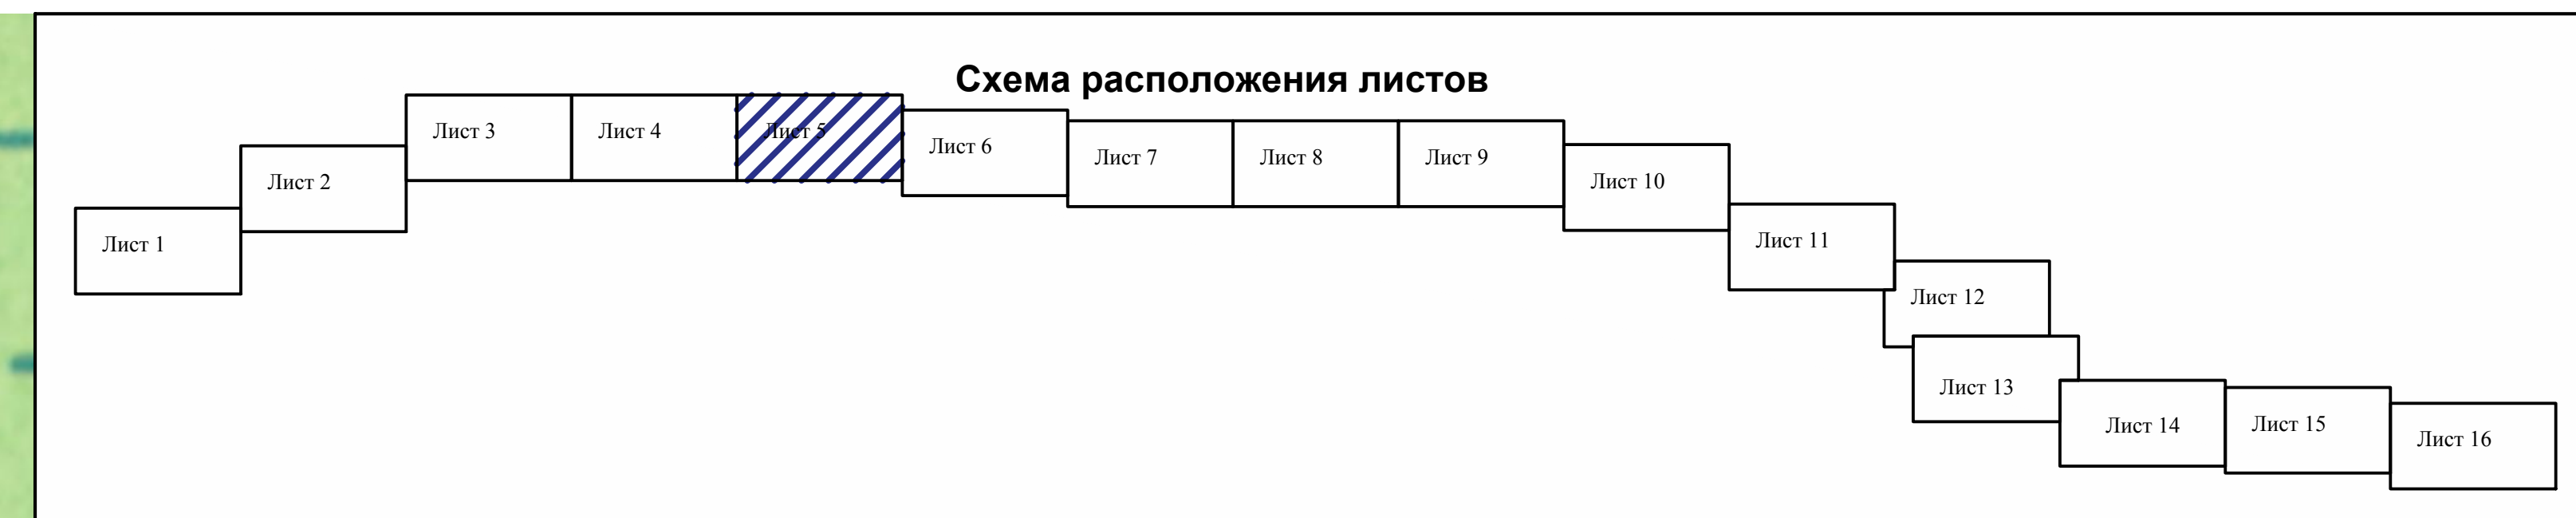 Схема расположения листов
Лист 1
Лист 2
Лист 3
Лист 4
Лист 5
Лист 6
Лист 7
Лист 8
Лист 9
Лист 10
Лист 11
Лист 12
Лист 13
Лист 14
Лист 15
Лист 16